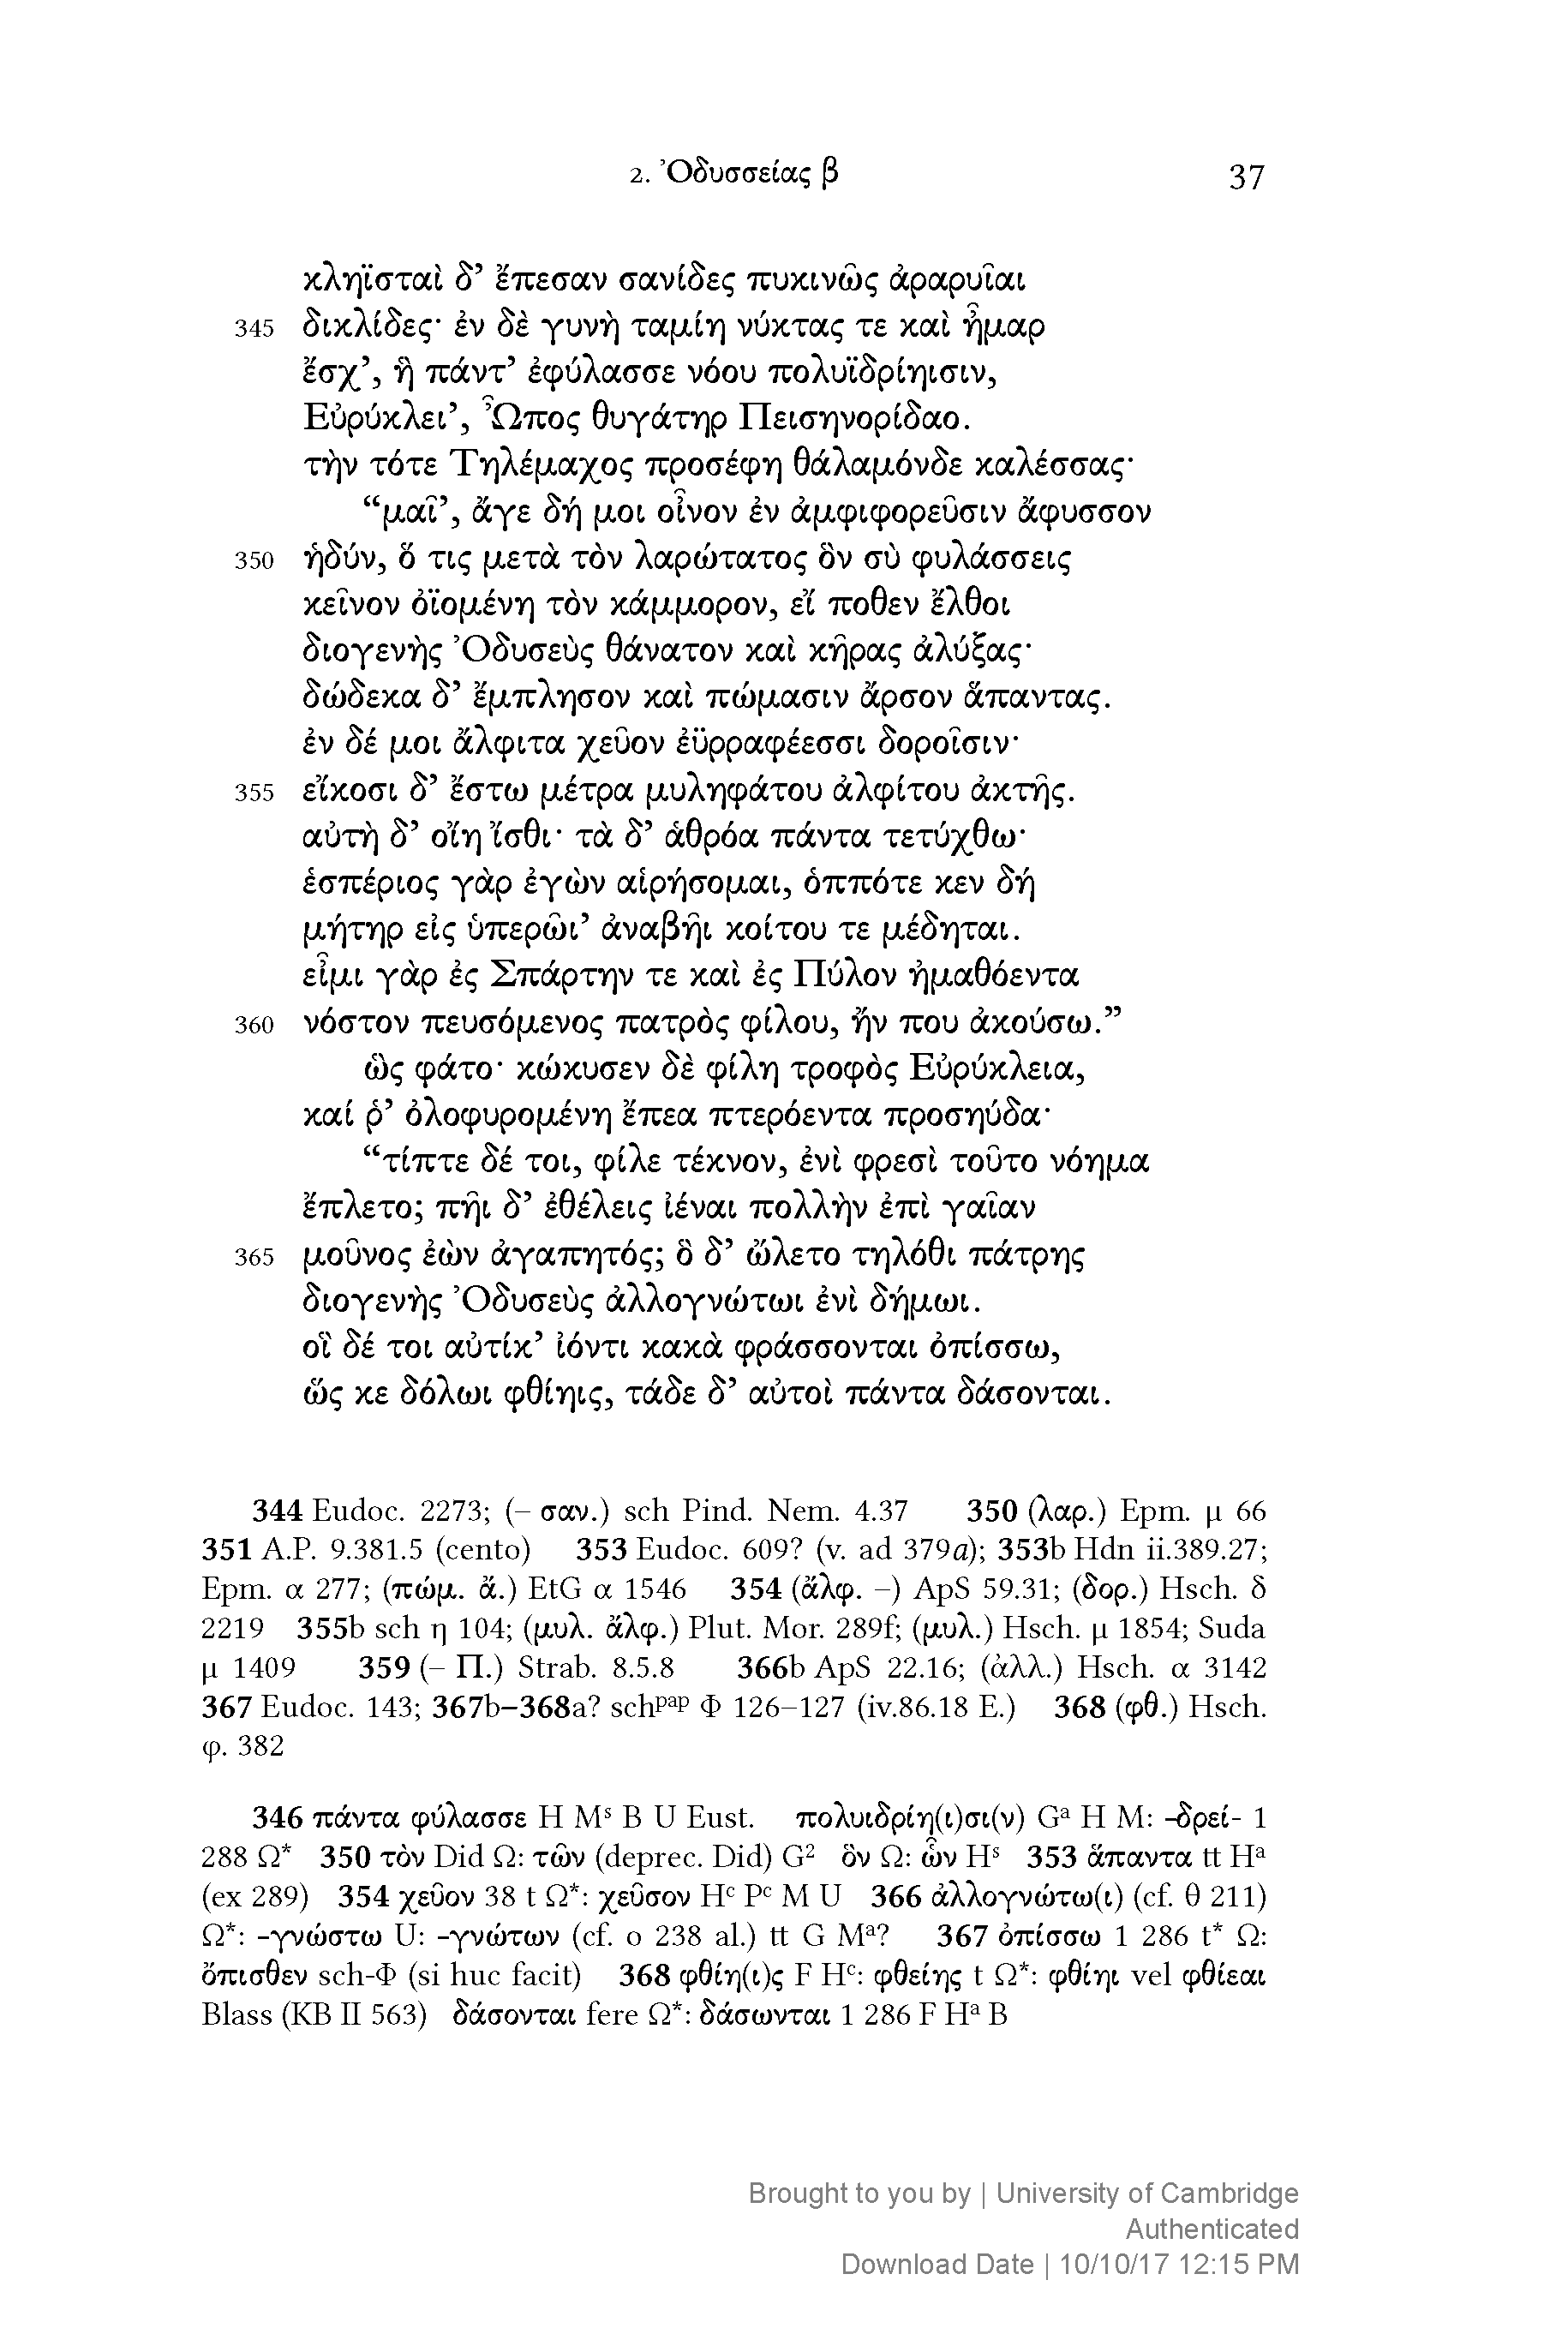 2. Ὀδυσσείας β 37
κληϊσταὶ δ’ ἔπεσαν σανίδες πυκινῶς ἀραρυῖαι
345 δικλίδες· ἐν δὲ γυνὴ ταμίη νύκτας τε καὶ ἦμαρ
ἔσχ’, ἣ πάντ’ ἐφύλασσε νόου πολυϊδρίηισιν,
Εὐρύκλει’, Ὦπος θυγάτηρ Πεισηνορίδαο.
τὴν τότε Τηλέμαχος προσέφη θάλαμόνδε καλέσσας·
“μαῖ’, ἄγε δή μοι οἶνον ἐν ἀμφιφορεῦσιν ἄφυσσον
350 ἡδύν, ὅ τις μετὰ τὸν λαρώτατος ὃν σὺ φυλάσσεις
κεῖνον ὀϊομένη τὸν κάμμορον, εἴ ποθεν ἔλθοι
διογενὴς Ὀδυσεὺς θάνατον καὶ κῆρας ἀλύξας·
δώδεκα δ’ ἔμπλησον καὶ πώμασιν ἄρσον ἅπαντας.
ἐν δέ μοι ἄλφιτα χεῦον ἐϋρραφέεσσι δοροῖσιν·
355 εἴκοσι δ’ ἔστω μέτρα μυληφάτου ἀλφίτου ἀκτῆς.
αὐτὴ δ’ οἴη ἴσθι· τὰ δ’ ἁθρόα πάντα τετύχθω·
ἑσπέριος γὰρ ἐγὼν αἱρήσομαι, ὁππότε κεν δή
μήτηρ εἰς ὑπερῶι’ ἀναβῆι κοίτου τε μέδηται.
εἶμι γὰρ ἐς Σπάρτην τε καὶ ἐς Πύλον ἠμαθόεντα
360 νόστον πευσόμενος πατρὸς φίλου, ἤν που ἀκούσω.”
ὣς φάτο· κώκυσεν δὲ φίλη τροφὸς Εὐρύκλεια,
καί ῥ’ ὀλοφυρομένη ἔπεα πτερόεντα προσηύδα·
“τίπτε δέ τοι, φίλε τέκνον, ἐνὶ φρεσὶ τοῦτο νόημα
ἔπλετο; πῆι δ’ ἐθέλεις ἰέναι πολλὴν ἐπὶ γαῖαν
365 μοῦνος ἐὼν ἀγαπητός; ὃ δ’ ὤλετο τηλόθι πάτρης
διογενὴς Ὀδυσεὺς ἀλλογνώτωι ἐνὶ δήμωι.
οἳ δέ τοι αὐτίκ’ ἰόντι κακὰ φράσσονται ὀπίσσω,
ὥς κε δόλωι φθίηις, τάδε δ’ αὐτοὶ πάντα δάσονται.
344 Eudoc. 2273; (– σαν.) sch Pind. Nem. 4.37 350 (λαρ.) Epm. μ 66
351 A.P. 9.381.5 (cento) 353 Eudoc. 609? (v. ad 379a); 353b Hdn ii.389.27;
Epm. α 277; (πώμ. ἄ.) EtG α 1546 354 (ἄλφ. –) ApS 59.31; (δορ.) Hsch. δ
2219 355b sch η 104; (μυλ. ἄλφ.) Plut. Mor. 289f; (μυλ.) Hsch. μ 1854; Suda
μ 1409 359 (– Π.) Strab. 8.5.8 366b ApS 22.16; (ἀλλ.) Hsch. α 3142
367 Eudoc. 143; 367b–368a? schᵖᵃᵖ Φ 126–127 (iv.86.18 E.) 368 (φθ.) Hsch.
φ. 382
346 πάντα φύλασσε H Mˢ B U Eust. πολυιδρίη(ι)σι(ν) Gᵃ H M: -δρεί- 1
288 Ω* 350 τὸν Did Ω: τῶν (deprec. Did) G² ὃν Ω: ὧν Hˢ 353 ἅπαντα tt Hᵃ
(ex 289) 354 χεῦον 38 t Ω*: χεῦσον Hᶜ Pᶜ M U 366 ἀλλογνώτω(ι) (cf. θ 211)
Ω*: -γνώστω U: -γνώτων (cf. ο 238 al.) tt G Mᵃ? 367 ὀπίσσω 1 286 t* Ω:
ὄπισθεν sch-Φ (si huc facit) 368 φθίη(ι)ς F Hᶜ: φθείης t Ω*: φθίηι vel φθίεαι
Blass (KB II 563) δάσονται fere Ω*: δάσωνται 1 286 F Hᵃ B
Brought to you by | University of Cambridge
Authenticated
Download Date | 10/10/17 12:15 PM